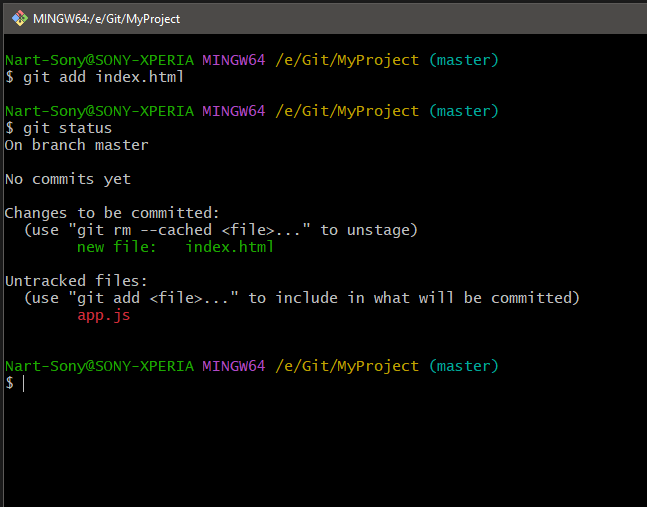 MINGW64:/e/Git/MyProject
Nart-Sony@SONY-XPERIA MINGW64 /e/Git/MyProject (master)
$ git add index.html
Nart-Sony@SONY-XPERIA MINGW64 /e/Git/MyProject (master)
$ git status
On branch master
No commits yet
Changes to be committed:
  (use "git rm --cached <file>..." to unstage)
        new file:   index.html
Untracked files:
  (use "git add <file>..." to include in what will be committed)
        app.js
Nart-Sony@SONY-XPERIA MINGW64 /e/Git/MyProject (master)
$